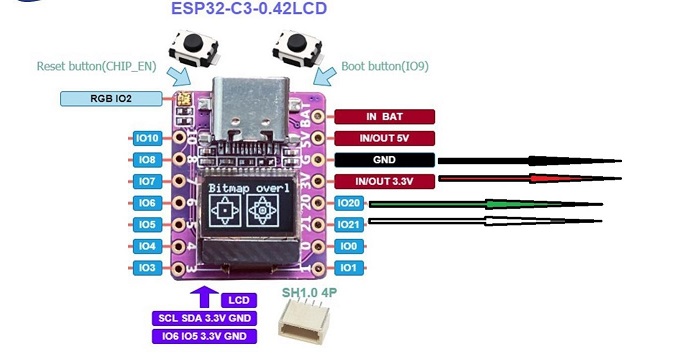 ESP32-C3-0.42LCD
Reset button(CHIP_EN)
Boot button(IO9)
RGB IO2
IN BAT
IO10
IN/OUT 5V
IO8
GND
IO7
IN/OUT 3.3V
IO6
IO20
IO5
IO21
IO4
IO0
IO3
IO1
BAT
10
5V
8
G
3V
Bitmap overl
6
20
5
21
4
0
3
1
LCD
SCL SDA 3.3V GND
IO6 IO5 3.3V GND
SH1.0 4P